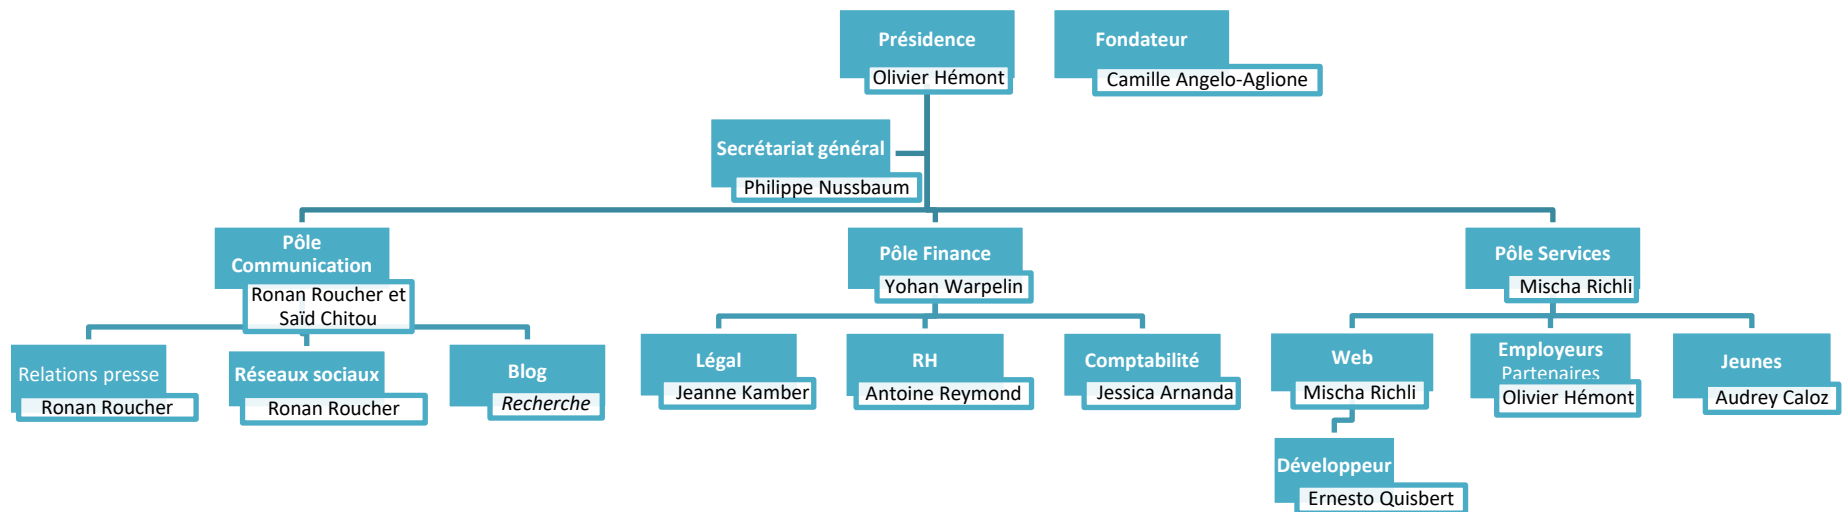 Présidence
Olivier Hémont
Fondateur
Camille Angelo-Aglione
Secrétariat général
Philippe Nussbaum
Pôle
Communication
Ronan Roucher et
Saïd Chitou
Pôle Finance
Yohan Warpelin
Pôle Services
Mischa Richli
Relations presse
Ronan Roucher
Réseaux sociaux
Ronan Roucher
Blog
Recherche
Légal
Jeanne Kamber
RH
Antoine Reymond
Comptabilité
Jessica Arnanda
Web
Mischa Richli
Employeurs
Partenaires
Olivier Hémont
Jeunes
Audrey Caloz
Développeur
Ernesto Quisbert